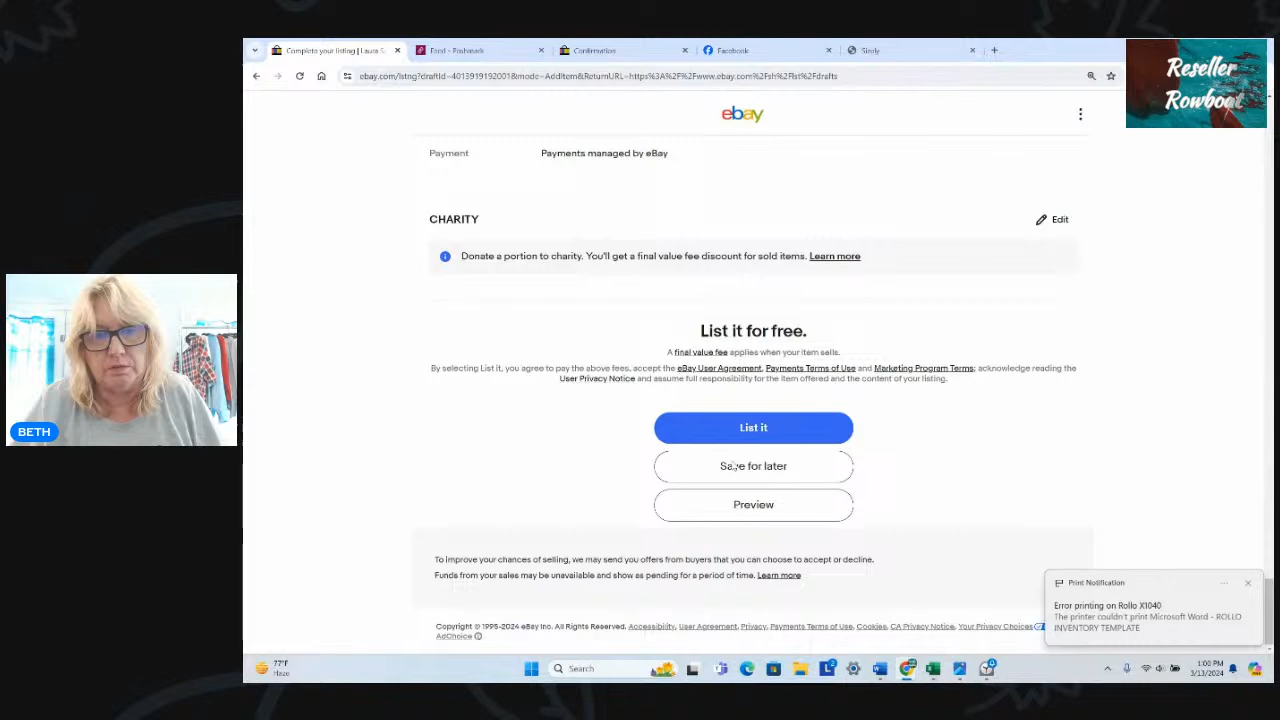 Complete your listing | Laura S
Feed - Poshmark
Confirmation
Facebook
Sizely
ebay.com/lstng?draftId=4013919192001&mode=AddItem&ReturnURL=https%3A%2F%2Fwww.ebay.com%2Fsh%2Flst%2Fdrafts
Reseller
Rowboat
ebay
Payment Payments managed by eBay
CHARITY
Edit
Donate a portion to charity. You'll get a final value fee discount for sold items. Learn more
List it for free.
A final value fee applies when your item sells.
By selecting List it, you agree to pay the above fees, accept the eBay User Agreement, Payments Terms of Use and Marketing Program Terms; acknowledge reading the
User Privacy Notice and assume full responsibility for the item offered and the content of your listing.
List it
BETH
Save for later
Preview
To improve your chances of selling, we may send you offers from buyers that you can choose to accept or decline.
Funds from your sales may be unavailable and show as pending for a period of time. Learn more
Print Notification
Error printing on Rollo X1040
The printer couldn't print Microsoft Word - ROLLO
INVENTORY TEMPLATE
Copyright © 1995-2024 eBay Inc. All Rights Reserved. Accessibility, User Agreement, Privacy, Payments Terms of Use, Cookies, CA Privacy Notice, Your Privacy Choices
AdChoice
77°F
Haze
Search
1:00 PM
3/13/2024